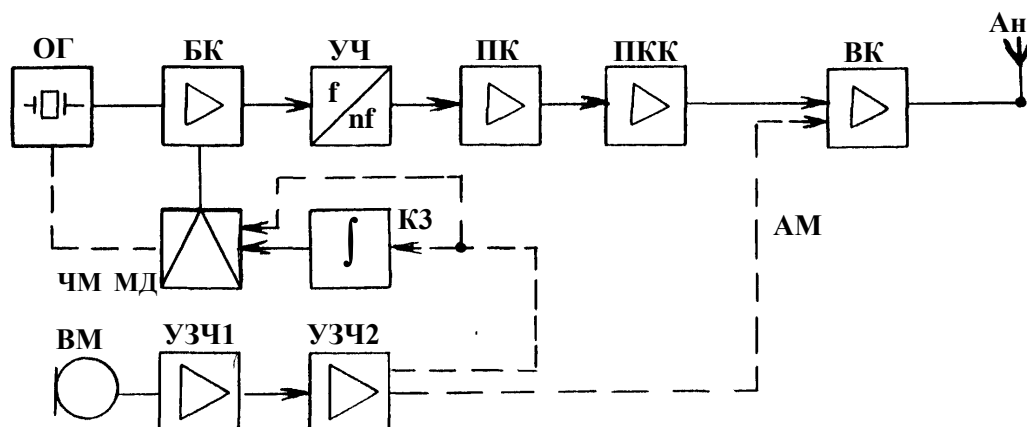 ОГ БК УЧ ПК ПКК ВК Ан
f
nf
КЗ
АМ
ЧМ МД
ВМ УЗЧ1 УЗЧ2